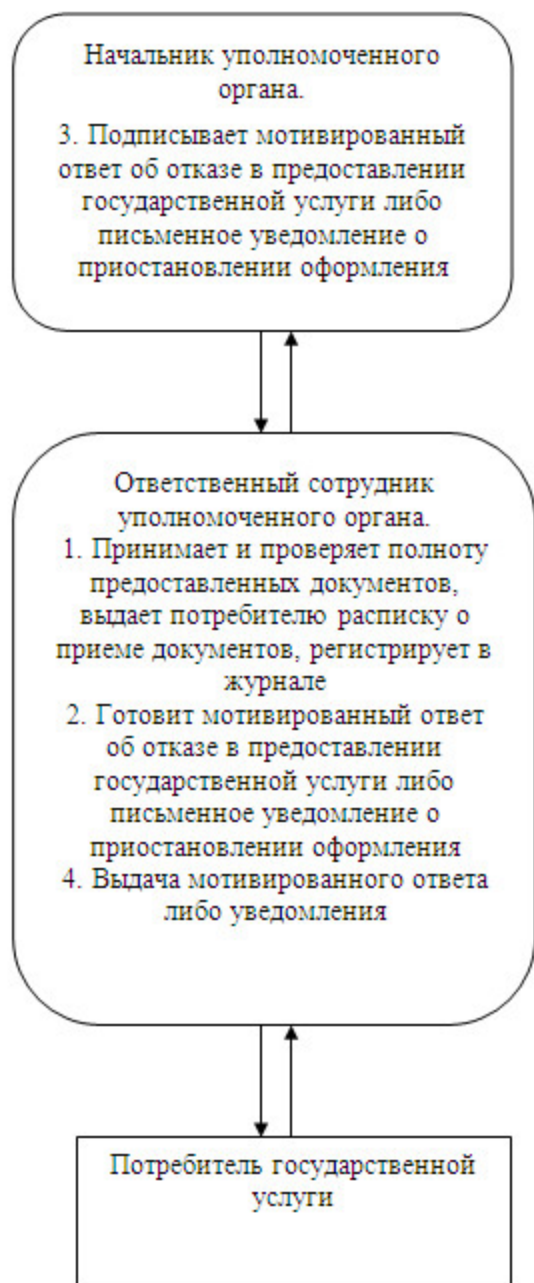 Начальник уполномоченного
органа.
3. Подписывает мотивированный
ответ об отказе в предоставлении
государственной услуги либо
письменное уведомление о
приостановлении оформления
Ответственный сотрудник
уполномоченного органа.
1. Принимает и проверяет полноту
предоставленных документов,
выдает потребителю расписку о
приеме документов, регистрирует в
журнале
2. Готовит мотивированный ответ
об отказе в предоставлении
государственной услуги либо
письменное уведомление о
приостановлении оформления
4. Выдача мотивированного ответа
либо уведомления
Потребитель государственной
услуги